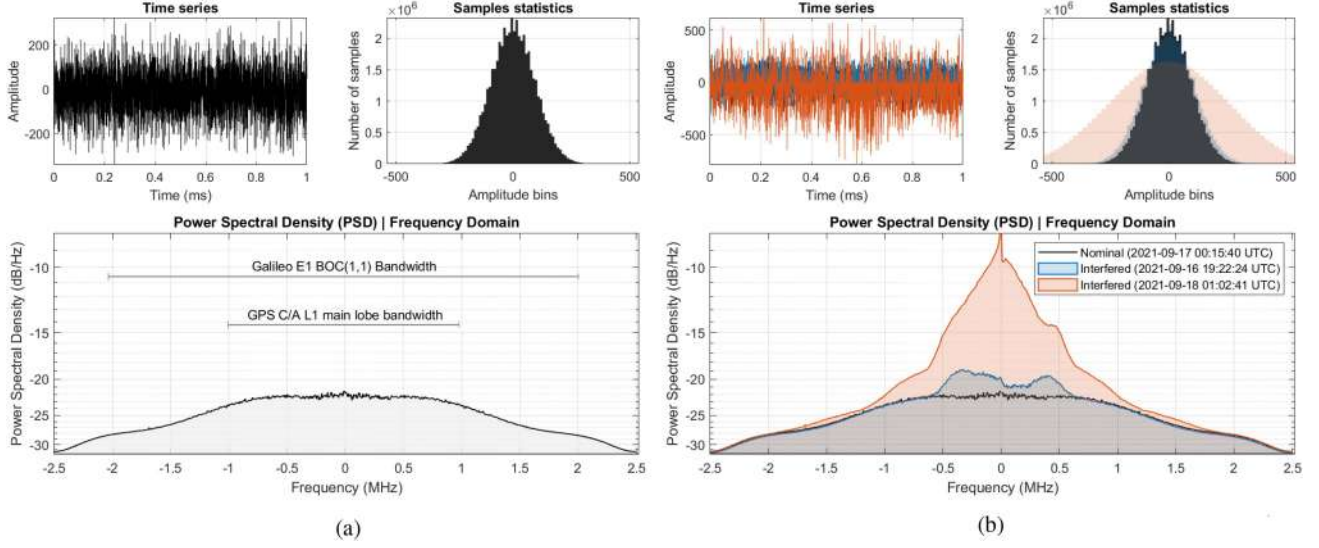 Time series
Amplitude
200
0
-200
0 0.2 0.4 0.6 0.8 1
Time (ms)
Samples statistics
×10⁶
Number of samples
2
1.5
1
0.5
0
-500 0 500
Amplitude bins
Power Spectral Density (PSD) | Frequency Domain
Power Spectral Density (dB/Hz)
-10
-15
-20
-25
-30
Galileo E1 BOC(1,1) Bandwidth
GPS C/A L1 main lobe bandwidth
-2.5 -2 -1.5 -1 -0.5 0 0.5 1 1.5 2 2.5
Frequency (MHz)
(a)
Time series
Amplitude
500
0
-500
0 0.2 0.4 0.6 0.8 1
Time (ms)
Samples statistics
×10⁶
Number of samples
2
1.5
1
0.5
0
-500 0 500
Amplitude bins
Power Spectral Density (PSD) | Frequency Domain
Power Spectral Density (dB/Hz)
-10
-15
-20
-25
-30
Nominal (2021-09-17 00:15:40 UTC)
Interfered (2021-09-16 19:22:24 UTC)
Interfered (2021-09-18 01:02:41 UTC)
-2.5 -2 -1.5 -1 -0.5 0 0.5 1 1.5 2 2.5
Frequency (MHz)
(b)